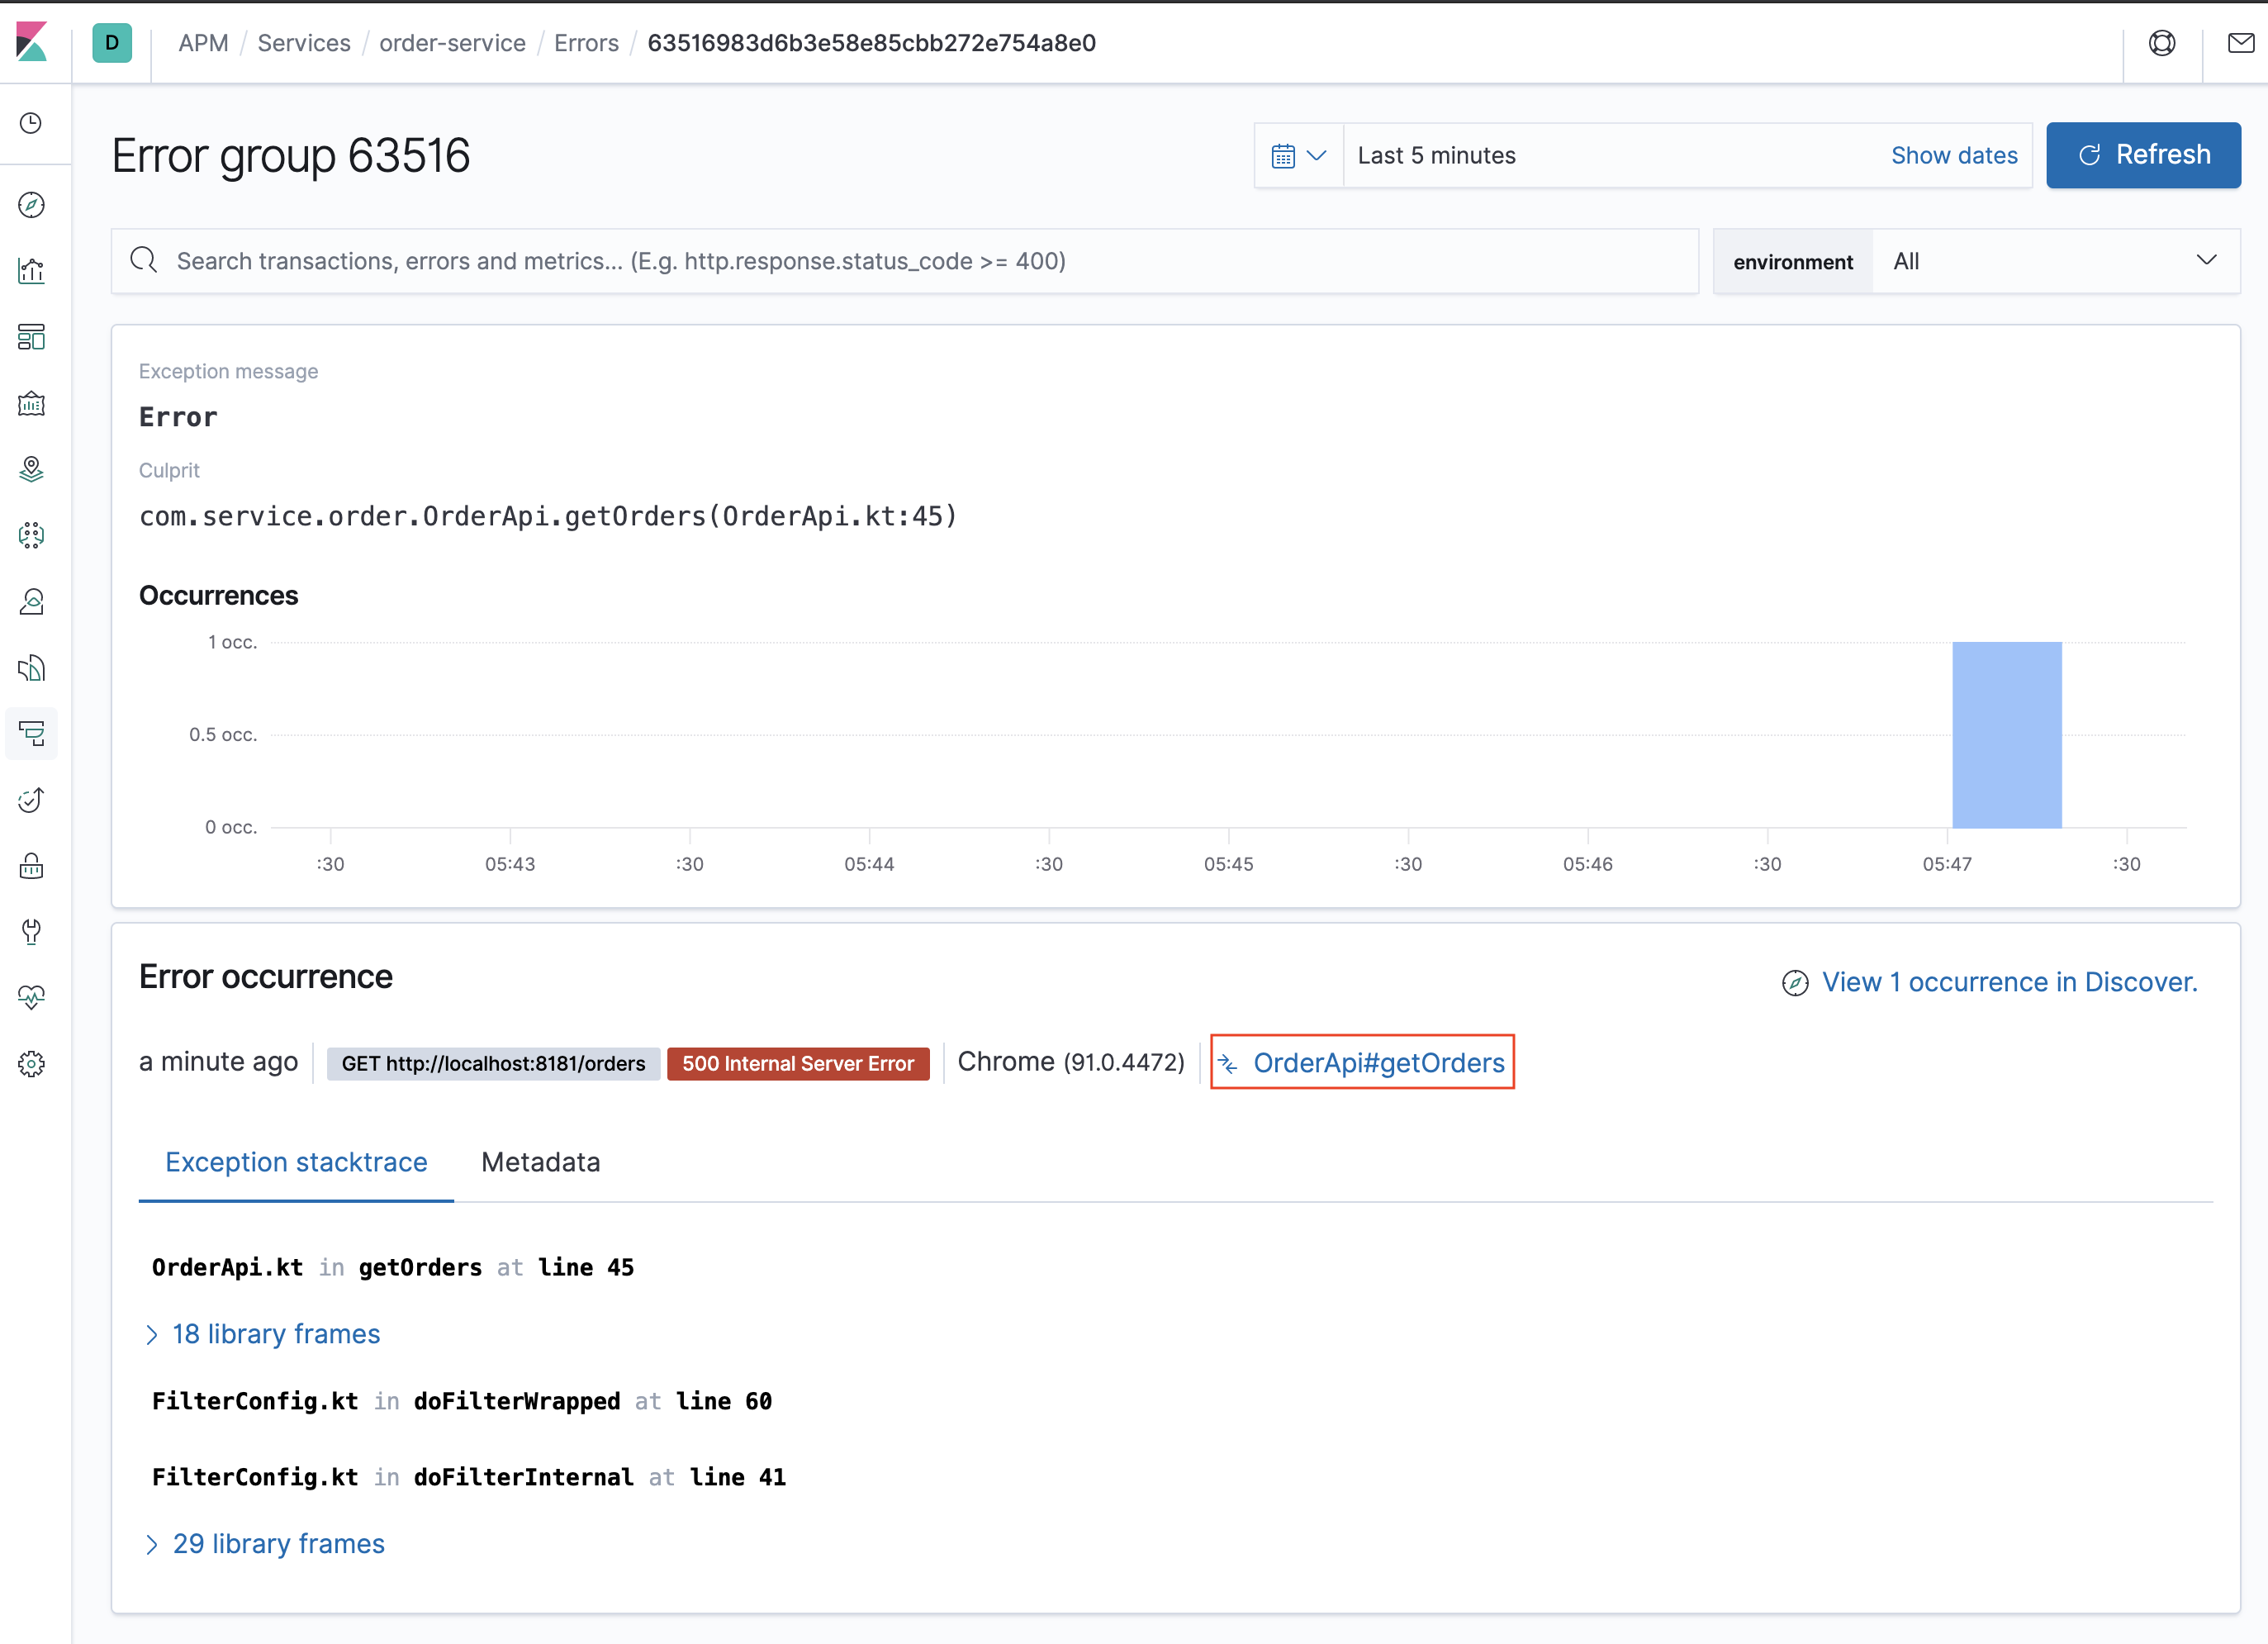 D APM / Services / order-service / Errors / 63516983d6b3e58e85cbb272e754a8e0
Error group 63516
Last 5 minutes Show dates Refresh
Search transactions, errors and metrics... (E.g. http.response.status_code >= 400) environment All
Exception message
Error
Culprit
com.service.order.OrderApi.getOrders(OrderApi.kt:45)
Occurrences
1 occ.
0.5 occ.
0 occ.
:30 05:43 :30 05:44 :30 05:45 :30 05:46 :30 05:47 :30
Error occurrence View 1 occurrence in Discover.
a minute ago GET http://localhost:8181/orders 500 Internal Server Error Chrome (91.0.4472) OrderApi#getOrders
Exception stacktrace Metadata
OrderApi.kt in getOrders at line 45
18 library frames
FilterConfig.kt in doFilterWrapped at line 60
FilterConfig.kt in doFilterInternal at line 41
29 library frames